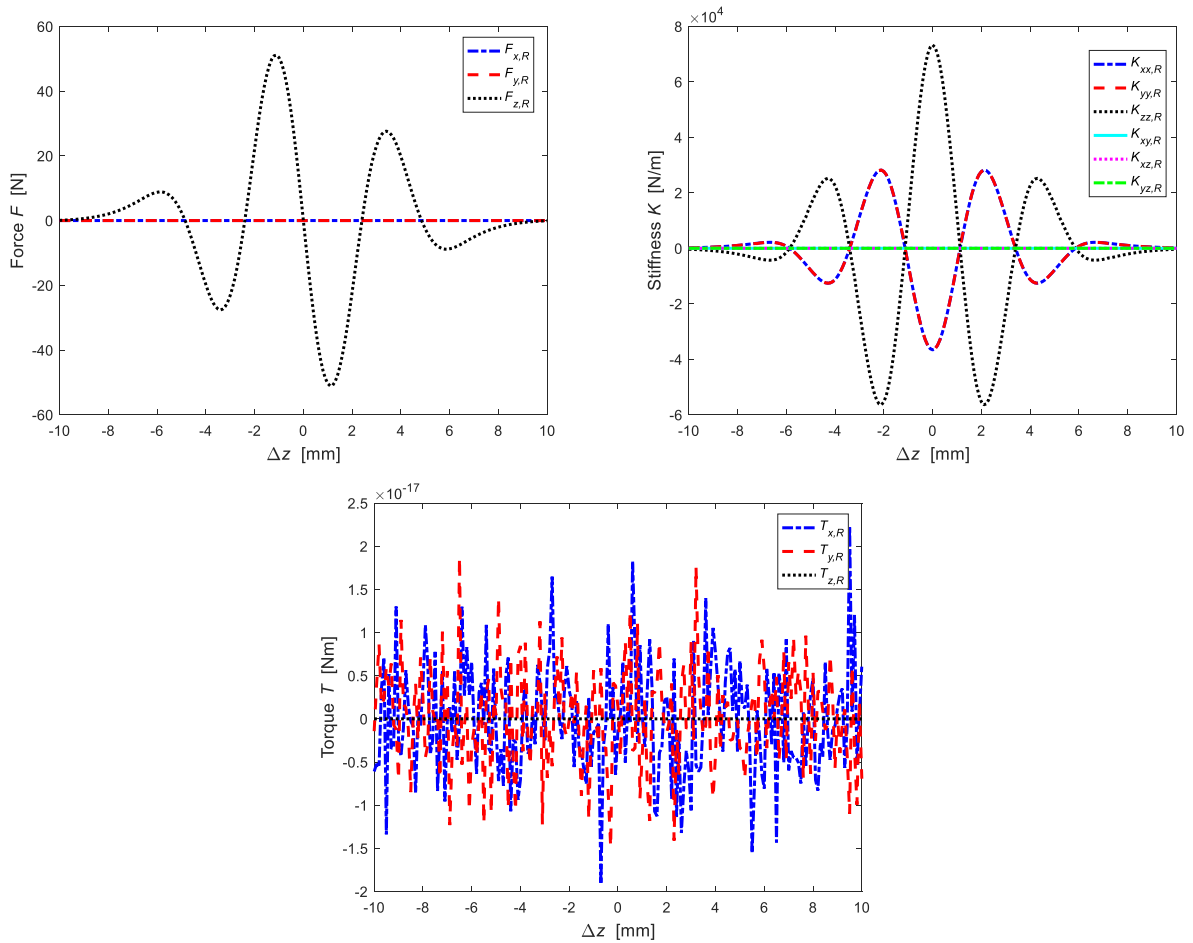 60
40
20
0
-20
-40
-60
-10 -8 -6 -4 -2 0 2 4 6 8 10
Force F [N]
Δz [mm]
F_{x,R}
F_{y,R}
F_{z,R}
×10^4
8
6
4
2
0
-2
-4
-6
-10 -8 -6 -4 -2 0 2 4 6 8 10
Stiffness K [N/m]
Δz [mm]
K_{xx,R}
K_{yy,R}
K_{zz,R}
K_{xy,R}
K_{xz,R}
K_{yz,R}
×10^{-17}
2.5
2
1.5
1
0.5
0
-0.5
-1
-1.5
-2
-10 -8 -6 -4 -2 0 2 4 6 8 10
Torque T [Nm]
Δz [mm]
T_{x,R}
T_{y,R}
T_{z,R}